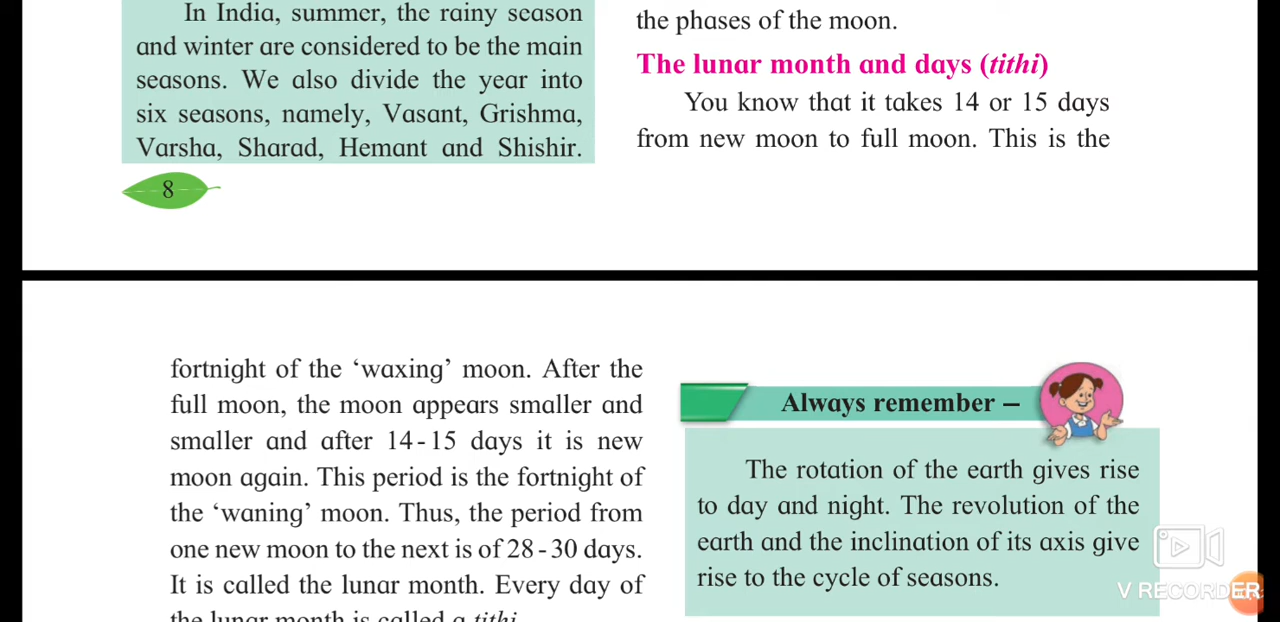 In India, summer, the rainy season
and winter are considered to be the main
seasons. We also divide the year into
six seasons, namely, Vasant, Grishma,
Varsha, Sharad, Hemant and Shishir.
8
the phases of the moon.
The lunar month and days (tithi)
You know that it takes 14 or 15 days
from new moon to full moon. This is the
fortnight of the ‘waxing’ moon. After the
full moon, the moon appears smaller and
smaller and after 14 - 15 days it is new
moon again. This period is the fortnight of
the ‘waning’ moon. Thus, the period from
one new moon to the next is of 28 - 30 days.
It is called the lunar month. Every day of
the lunar month is called a tithi
Always remember –
The rotation of the earth gives rise
to day and night. The revolution of the
earth and the inclination of its axis give
rise to the cycle of seasons.
V RECORDER